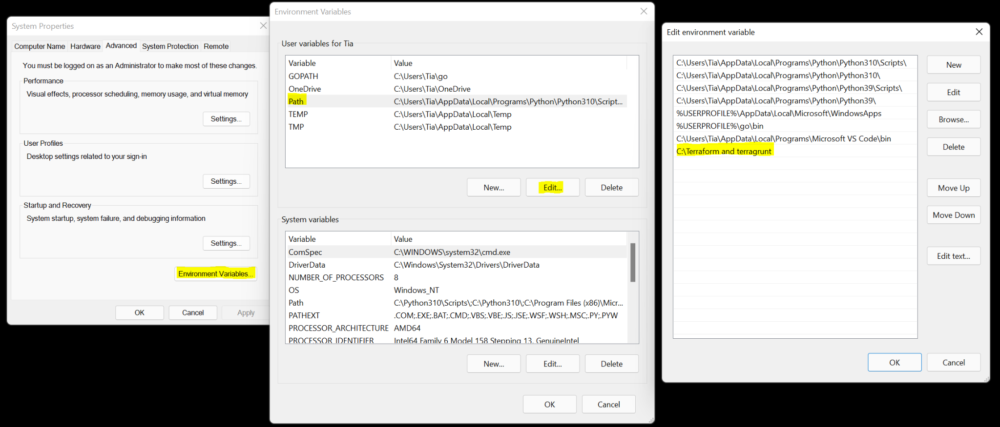 System Properties
Computer Name Hardware Advanced System Protection Remote
You must be logged on as an Administrator to make most of these changes.
Performance
Visual effects, processor scheduling, memory usage, and virtual memory
Settings...
User Profiles
Desktop settings related to your sign-in
Settings...
Startup and Recovery
System startup, system failure, and debugging information
Settings...
Environment Variables...
OK Cancel Apply
Environment Variables
User variables for Tia
Variable Value
GOPATH C:\Users\Tia\go
OneDrive C:\Users\Tia\OneDrive
Path C:\Users\Tia\AppData\Local\Programs\Python\Python310\Script...
TEMP C:\Users\Tia\AppData\Local\Temp
TMP C:\Users\Tia\AppData\Local\Temp
New... Edit... Delete
System variables
Variable Value
ComSpec C:\WINDOWS\system32\cmd.exe
DriverData C:\Windows\System32\Drivers\DriverData
NUMBER_OF_PROCESSORS 8
OS Windows_NT
Path C:\Python310\Scripts\;C:\Python310\;C:\Program Files (x86)\Micr...
PATHEXT .COM;.EXE;.BAT;.CMD;.VBS;.VBE;.JS;.JSE;.WSF;.WSH;.MSC;.PY;.PYW
PROCESSOR_ARCHITECTURE AMD64
PROCESSOR_IDENTIFIER Intel64 Family 6 Model 158 Stepping 13, GenuineIntel
New... Edit... Delete
OK Cancel
Edit environment variable
C:\Users\Tia\AppData\Local\Programs\Python\Python310\Scripts\
C:\Users\Tia\AppData\Local\Programs\Python\Python310\
C:\Users\Tia\AppData\Local\Programs\Python\Python39\Scripts\
C:\Users\Tia\AppData\Local\Programs\Python\Python39\
%USERPROFILE%\AppData\Local\Microsoft\WindowsApps
%USERPROFILE%\go\bin
C:\Users\Tia\AppData\Local\Programs\Microsoft VS Code\bin
C:\Terraform and terragrunt
New
Edit
Browse...
Delete
Move Up
Move Down
Edit text...
OK Cancel